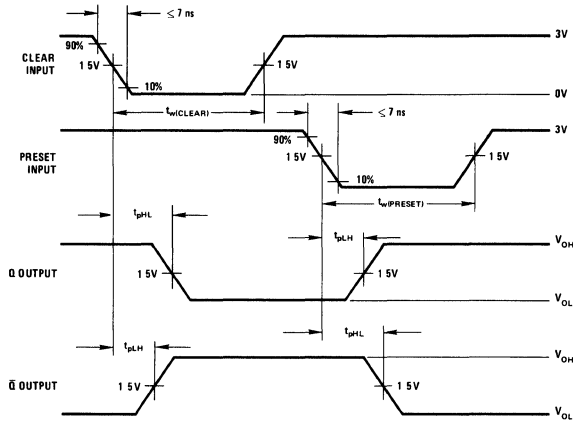 ≤ 7 ns
3V
90%
CLEAR
INPUT
1 5V
1 5V
10%
0V
tw(CLEAR)
≤ 7 ns
3V
90%
PRESET
INPUT
1 5V
1 5V
10%
tw(PRESET)
tpHL
tpLH
VOH
Q OUTPUT
1 5V
1 5V
VOL
tpLH
tpHL
VOH
Q̄ OUTPUT
1 5V
1 5V
VOL